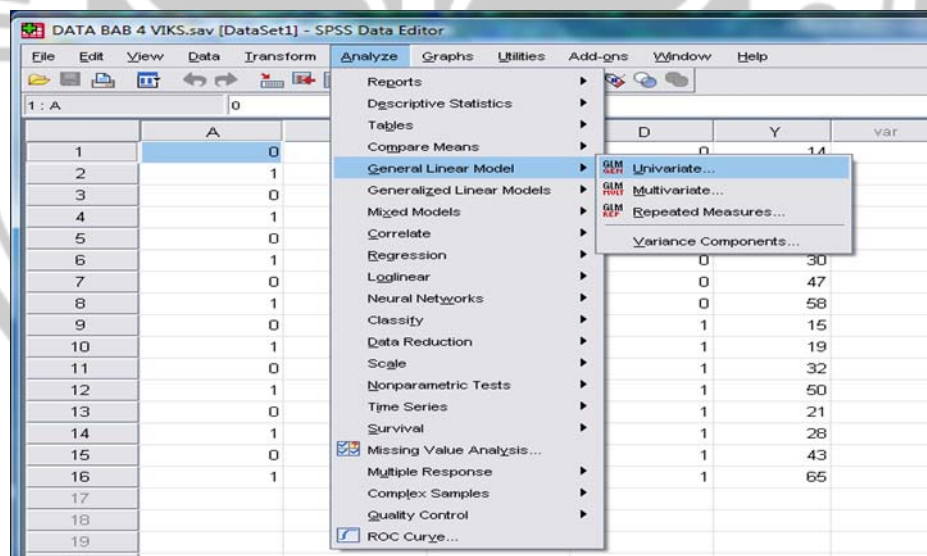 DATA BAB 4 VIKS.sav [DataSet1] - SPSS Data Editor
File Edit View Data Transform Analyze Graphs Utilities Add-ons Window Help
1 : A 0
A D Y var
1 0 0 14
2 1
3 0
4 1
5 0
6 1 0 30
7 0 0 47
8 1 0 58
9 0 1 15
10 1 1 19
11 0 1 32
12 1 1 50
13 0 1 21
14 1 1 28
15 0 1 43
16 1 1 65
17
18
19
Reports
Descriptive Statistics
Tables
Compare Means
General Linear Model
Generalized Linear Models
Mixed Models
Correlate
Regression
Loglinear
Neural Networks
Classify
Data Reduction
Scale
Nonparametric Tests
Time Series
Survival
Missing Value Analysis...
Multiple Response
Complex Samples
Quality Control
ROC Curve...
GLM GEN Univariate...
GLM MULT Multivariate...
GLM REP Repeated Measures...
Variance Components...